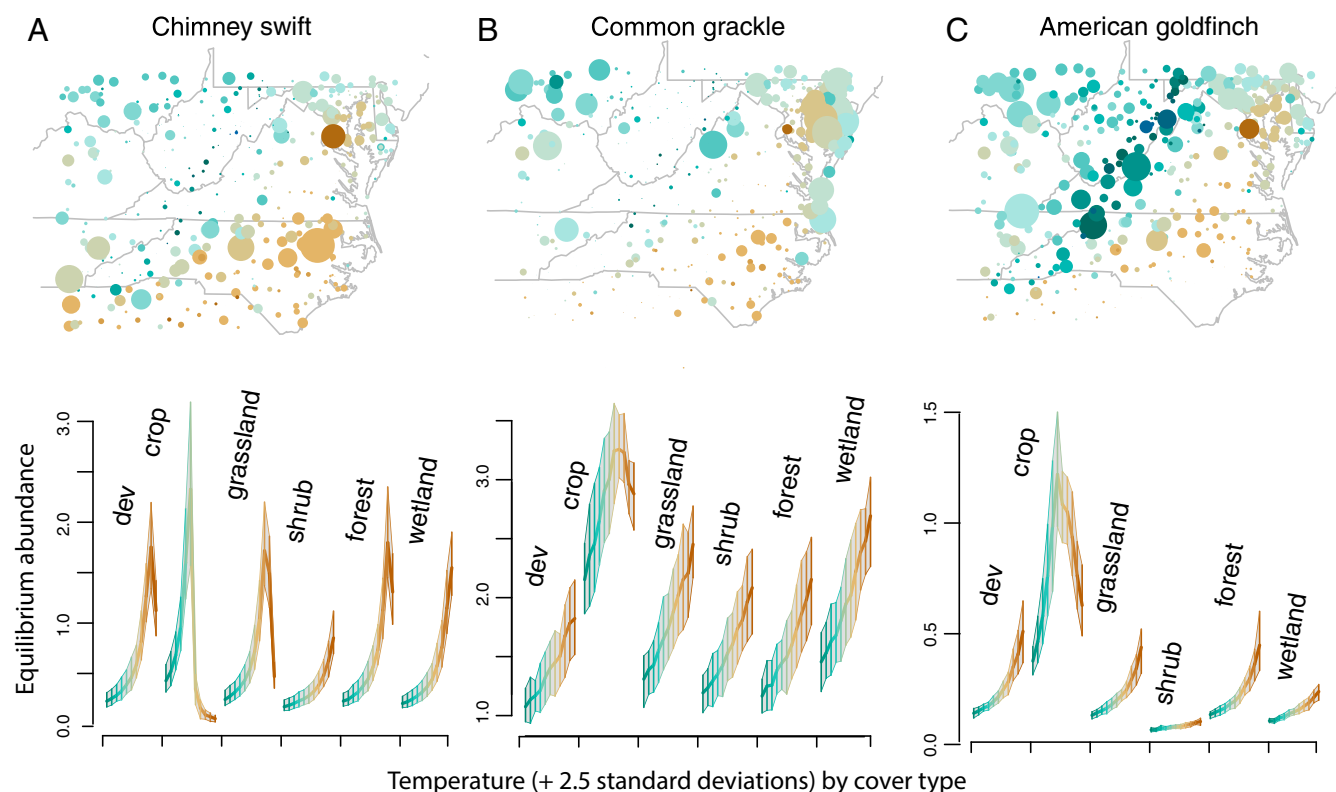 A Chimney swift
B Common grackle
C American goldfinch
Equilibrium abundance
3.0
2.0
1.0
0.0
dev
crop
grassland
shrub
forest
wetland
3.0
2.0
1.0
dev
crop
grassland
shrub
forest
wetland
1.5
1.0
0.5
0.0
dev
crop
grassland
shrub
forest
wetland
Temperature (+ 2.5 standard deviations) by cover type